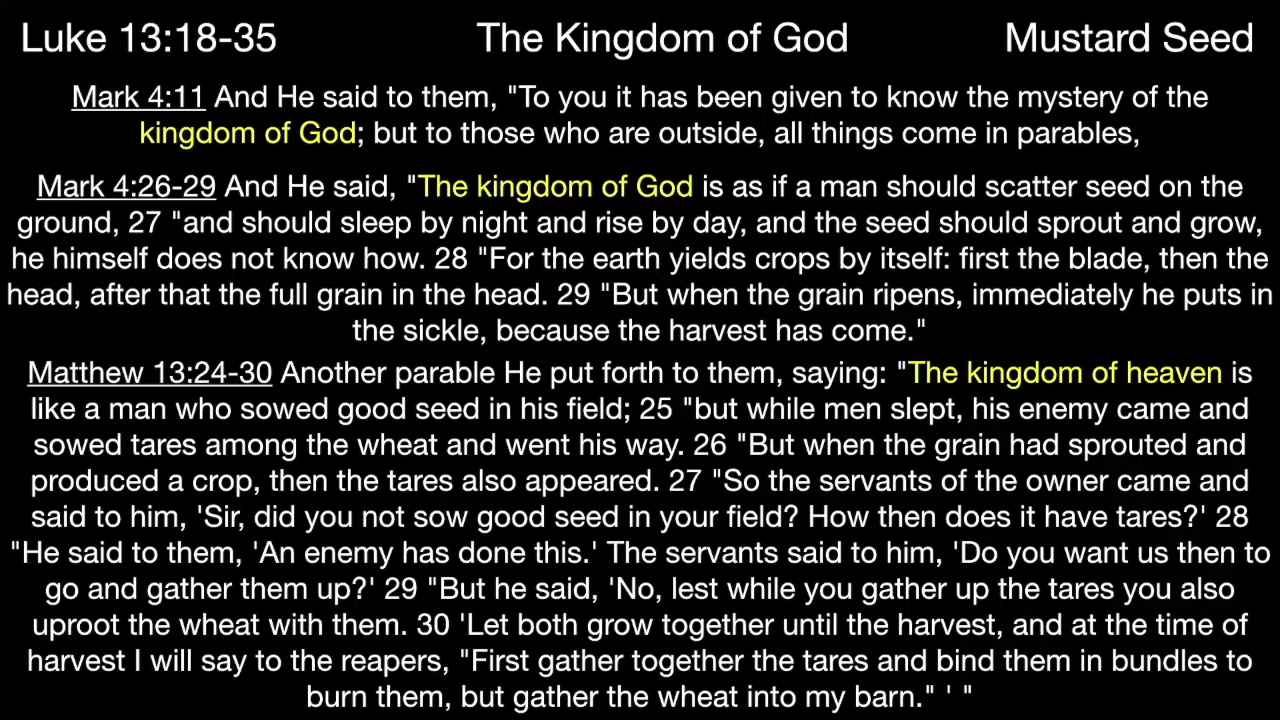 Luke 13:18-35 The Kingdom of God Mustard Seed
Mark 4:11 And He said to them, "To you it has been given to know the mystery of the
kingdom of God; but to those who are outside, all things come in parables,
Mark 4:26-29 And He said, "The kingdom of God is as if a man should scatter seed on the
ground, 27 "and should sleep by night and rise by day, and the seed should sprout and grow,
he himself does not know how. 28 "For the earth yields crops by itself: first the blade, then the
head, after that the full grain in the head. 29 "But when the grain ripens, immediately he puts in
the sickle, because the harvest has come."
Matthew 13:24-30 Another parable He put forth to them, saying: "The kingdom of heaven is
like a man who sowed good seed in his field; 25 "but while men slept, his enemy came and
sowed tares among the wheat and went his way. 26 "But when the grain had sprouted and
produced a crop, then the tares also appeared. 27 "So the servants of the owner came and
said to him, 'Sir, did you not sow good seed in your field? How then does it have tares?' 28
"He said to them, 'An enemy has done this.' The servants said to him, 'Do you want us then to
go and gather them up?' 29 "But he said, 'No, lest while you gather up the tares you also
uproot the wheat with them. 30 'Let both grow together until the harvest, and at the time of
harvest I will say to the reapers, "First gather together the tares and bind them in bundles to
burn them, but gather the wheat into my barn." ' "